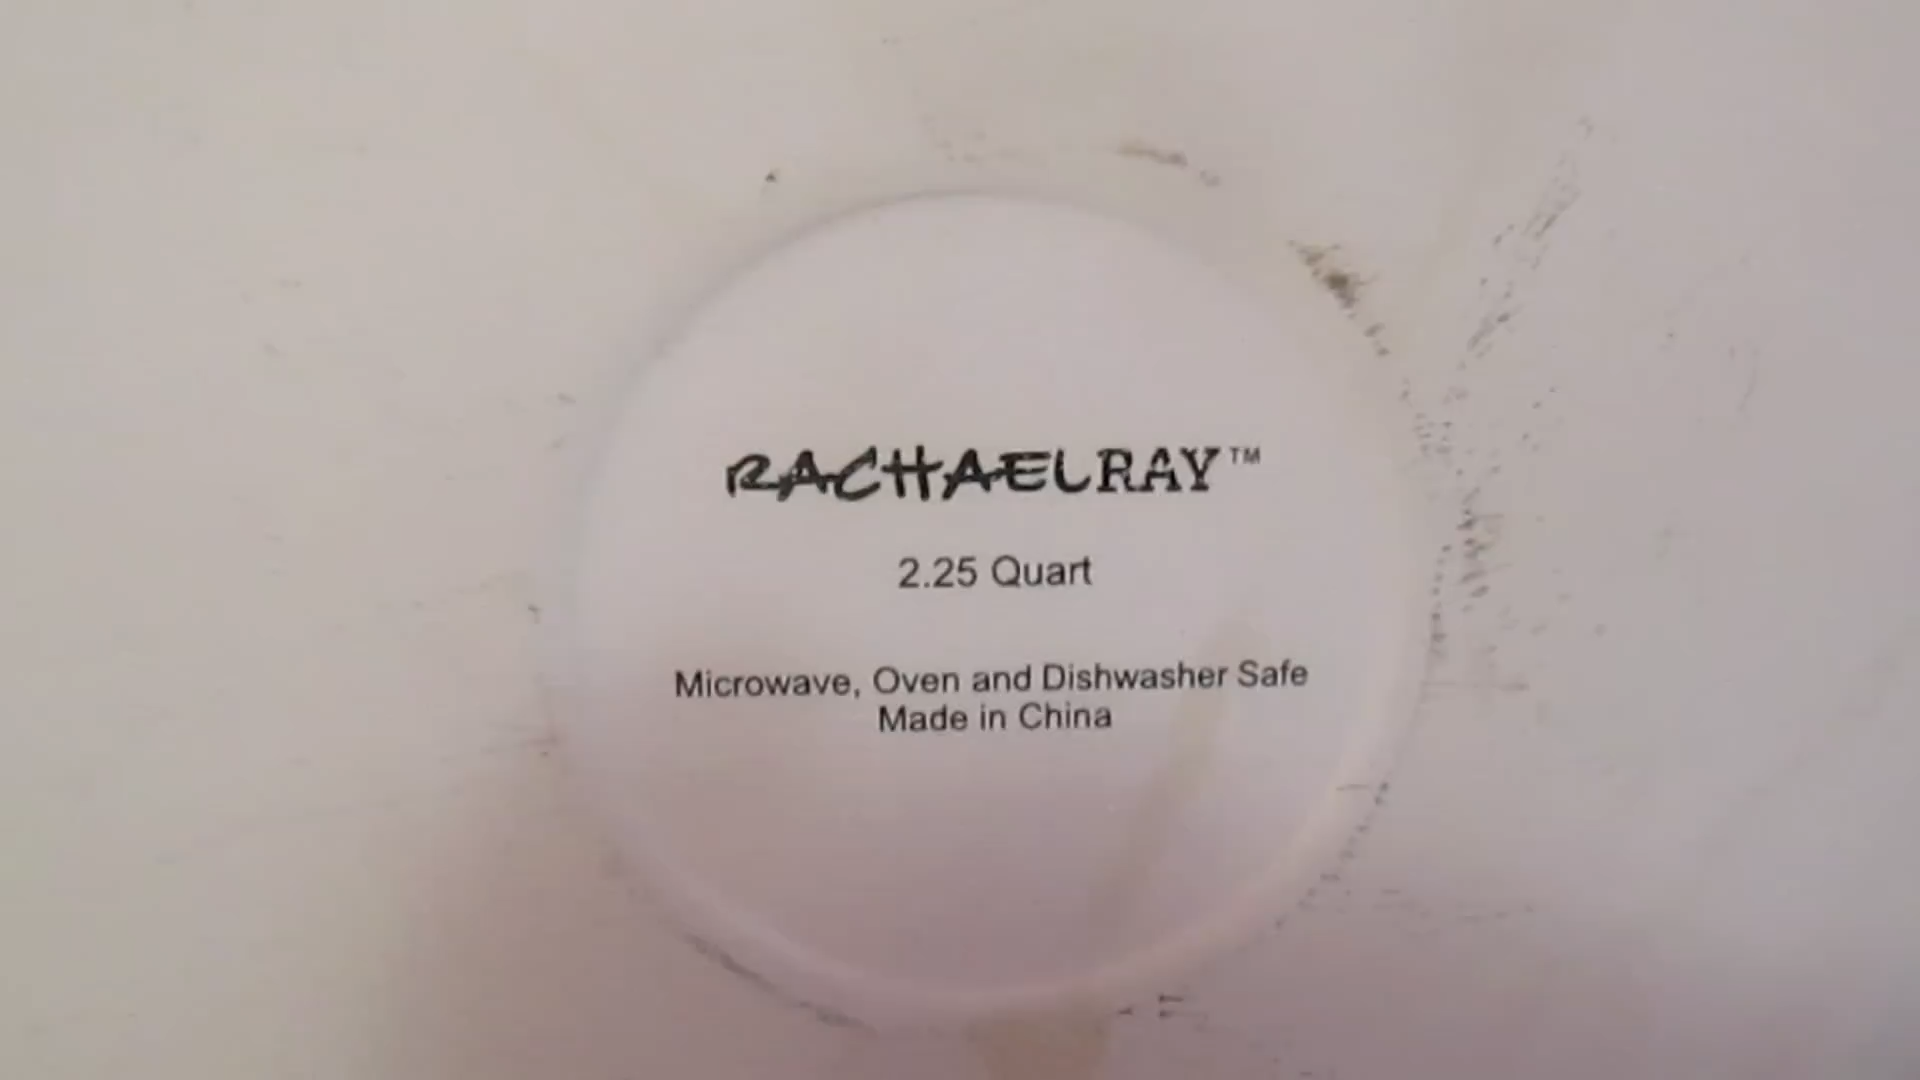 RACHAELRAY™
2.25 Quart
Microwave, Oven and Dishwasher Safe
Made in China